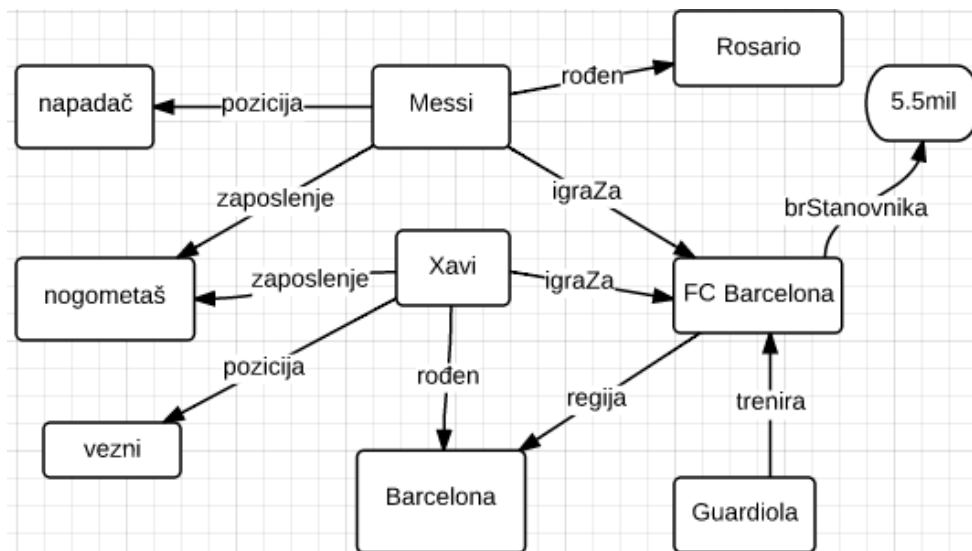 Rosario
rođen
5.5mil
napadač
pozicija
Messi
zaposlenje
igraZa
brStanovnika
Xavi
zaposlenje
igraZa
nogometaš
FC Barcelona
pozicija
rođen
regija
trenira
vezni
Barcelona
Guardiola